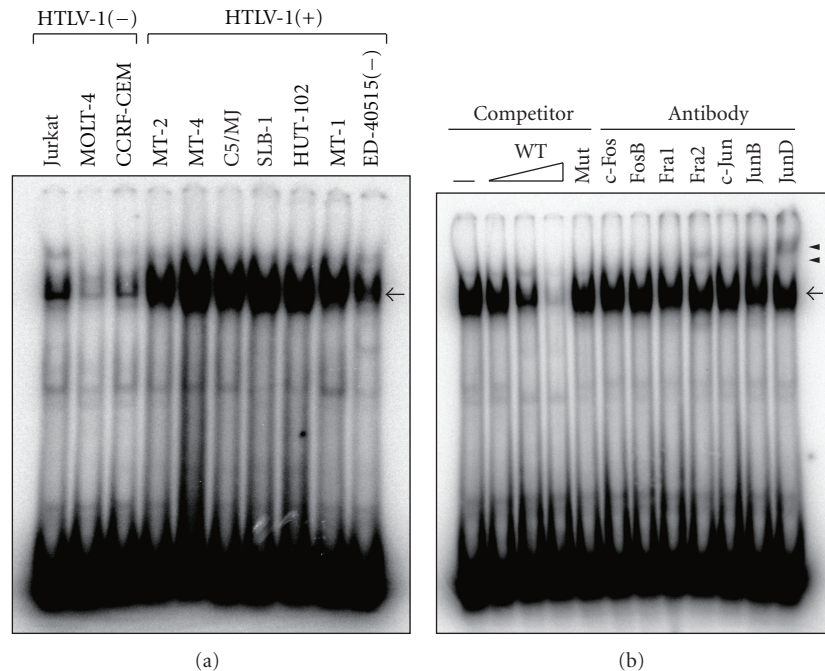 HTLV-1(−)
HTLV-1(+)
Jurkat
MOLT-4
CCRF-CEM
MT-2
MT-4
C5/MJ
SLB-1
HUT-102
MT-1
ED-40515(−)
(a)
Competitor
Antibody
—
WT
Mut
c-Fos
FosB
Fra1
Fra2
c-Jun
JunB
JunD
(b)